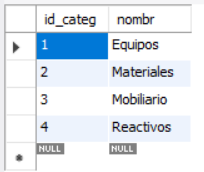 id_categ nombr
1 Equipos
2 Materiales
3 Mobiliario
4 Reactivos
NULL NULL